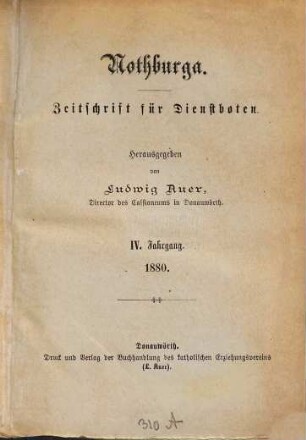 Nothburga.
Zeitschrift für Dienstboten.
Herausgegeben
von
Ludwig Auer,
Director des Cassianeums in Donauwörth.
IV. Jahrgang.
1880.
Donauwörth.
Druck und Verlag der Buchhandlung des katholischen Erziehungsvereins
(L. Auer).
310 A